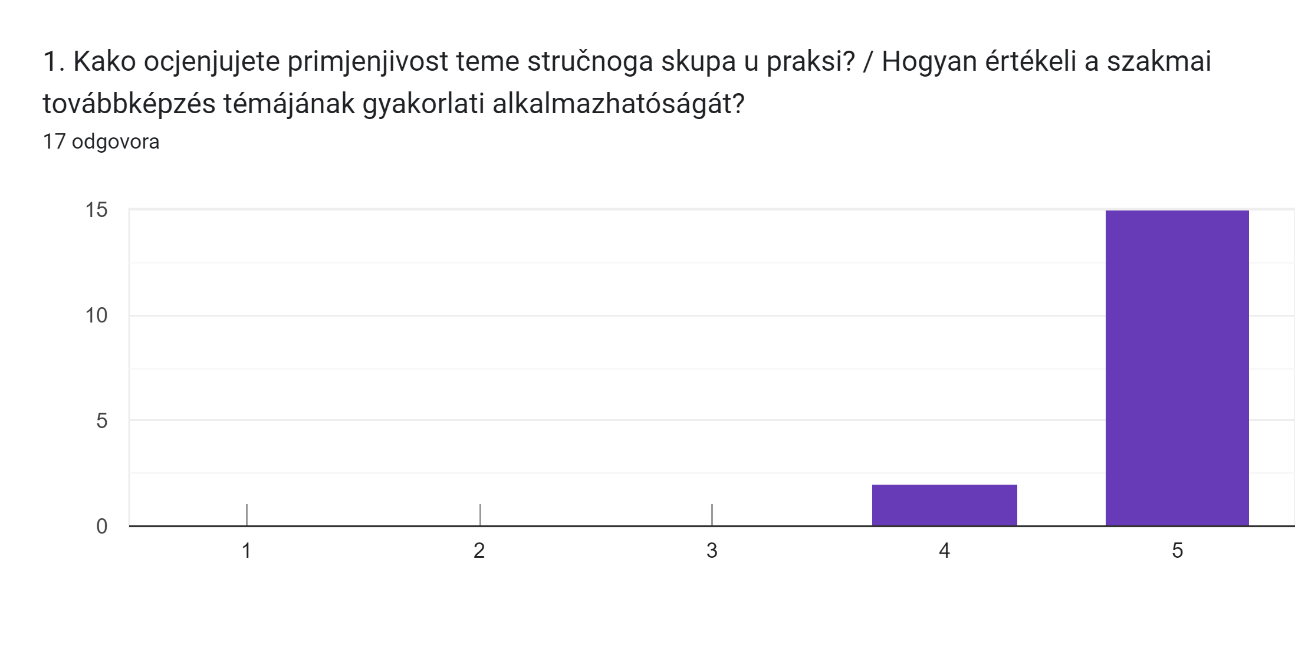 1. Kako ocjenjujete primjenjivost teme stručnoga skupa u praksi? / Hogyan értékeli a szakmai
továbbképzés témájának gyakorlati alkalmazhatóságát?
17 odgovora
15
10
5
0
1 2 3 4 5